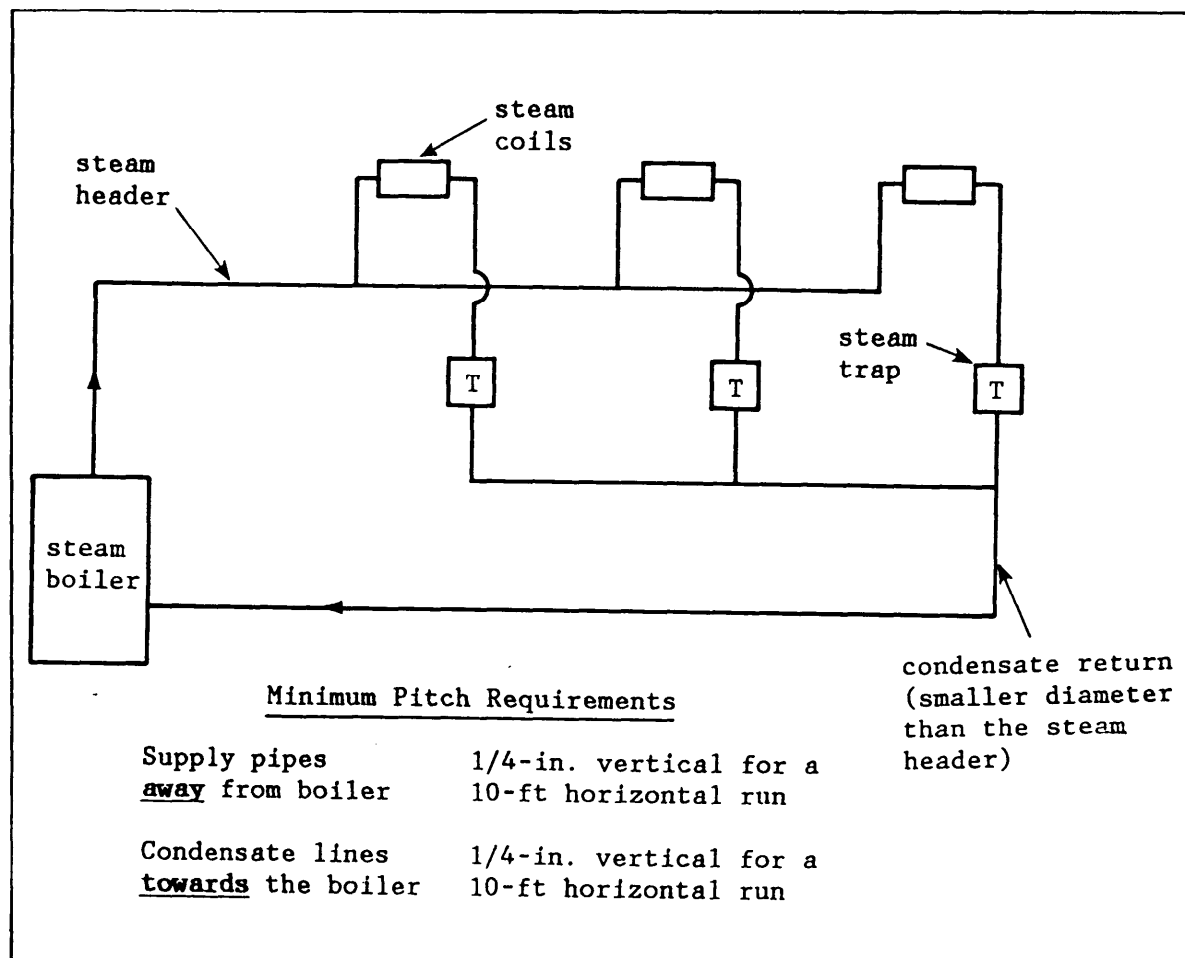 steam
coils
steam
header
steam
trap
T
T
T
steam
boiler
condensate return
(smaller diameter
than the steam
header)
Minimum Pitch Requirements
Supply pipes 1/4-in. vertical for a
away from boiler 10-ft horizontal run
Condensate lines 1/4-in. vertical for a
towards the boiler 10-ft horizontal run